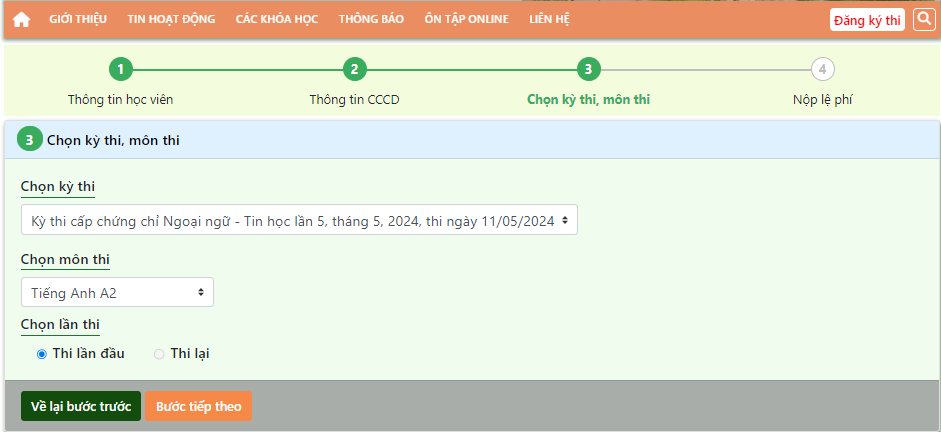 GIỚI THIỆU TIN HOẠT ĐỘNG CÁC KHÓA HỌC THÔNG BÁO ÔN TẬP ONLINE LIÊN HỆ Đăng ký thi
1 2 3 4
Thông tin học viên Thông tin CCCD Chọn kỳ thi, môn thi Nộp lệ phí
3 Chọn kỳ thi, môn thi
Chọn kỳ thi
Kỳ thi cấp chứng chỉ Ngoại ngữ - Tin học lần 5, tháng 5, 2024, thi ngày 11/05/2024
Chọn môn thi
Tiếng Anh A2
Chọn lần thi
Thi lần đầu Thi lại
Về lại bước trước Bước tiếp theo